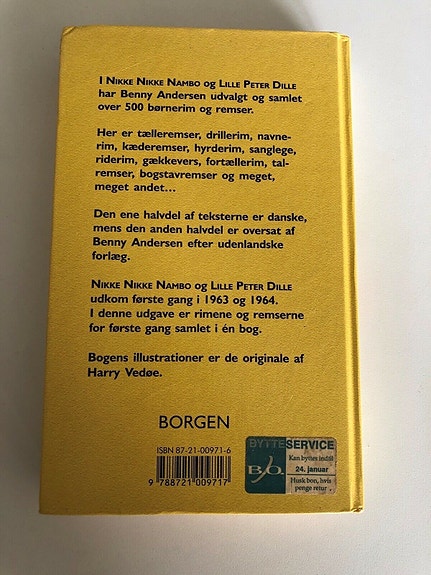 I NIKKE NIKKE NAMBO OG LILLE PETER DILLE
har Benny Andersen udvalgt og samlet
over 500 børnerim og remser.
Her er tælleremser, drillerim, navne-
rim, kæderemser, hyrderim, sanglege,
riderim, gækkevers, fortællerim, tal-
remser, bogstavremser og meget,
meget andet...
Den ene halvdel af teksterne er danske,
mens den anden halvdel er oversat af
Benny Andersen efter udenlandske
forlæg.
NIKKE NIKKE NAMBO OG LILLE PETER DILLE
udkom første gang i 1963 og 1964.
I denne udgave er rimene og remserne
for første gang samlet i én bog.
Bogens illustrationer er de originale af
Harry Vedøe.
BORGEN
ISBN 87-21-00971-6
9 788721 009717
BYTTESERVICE
Kan byttes indtil
B.O.
24. januar
Husk bon, hvis
penge retur